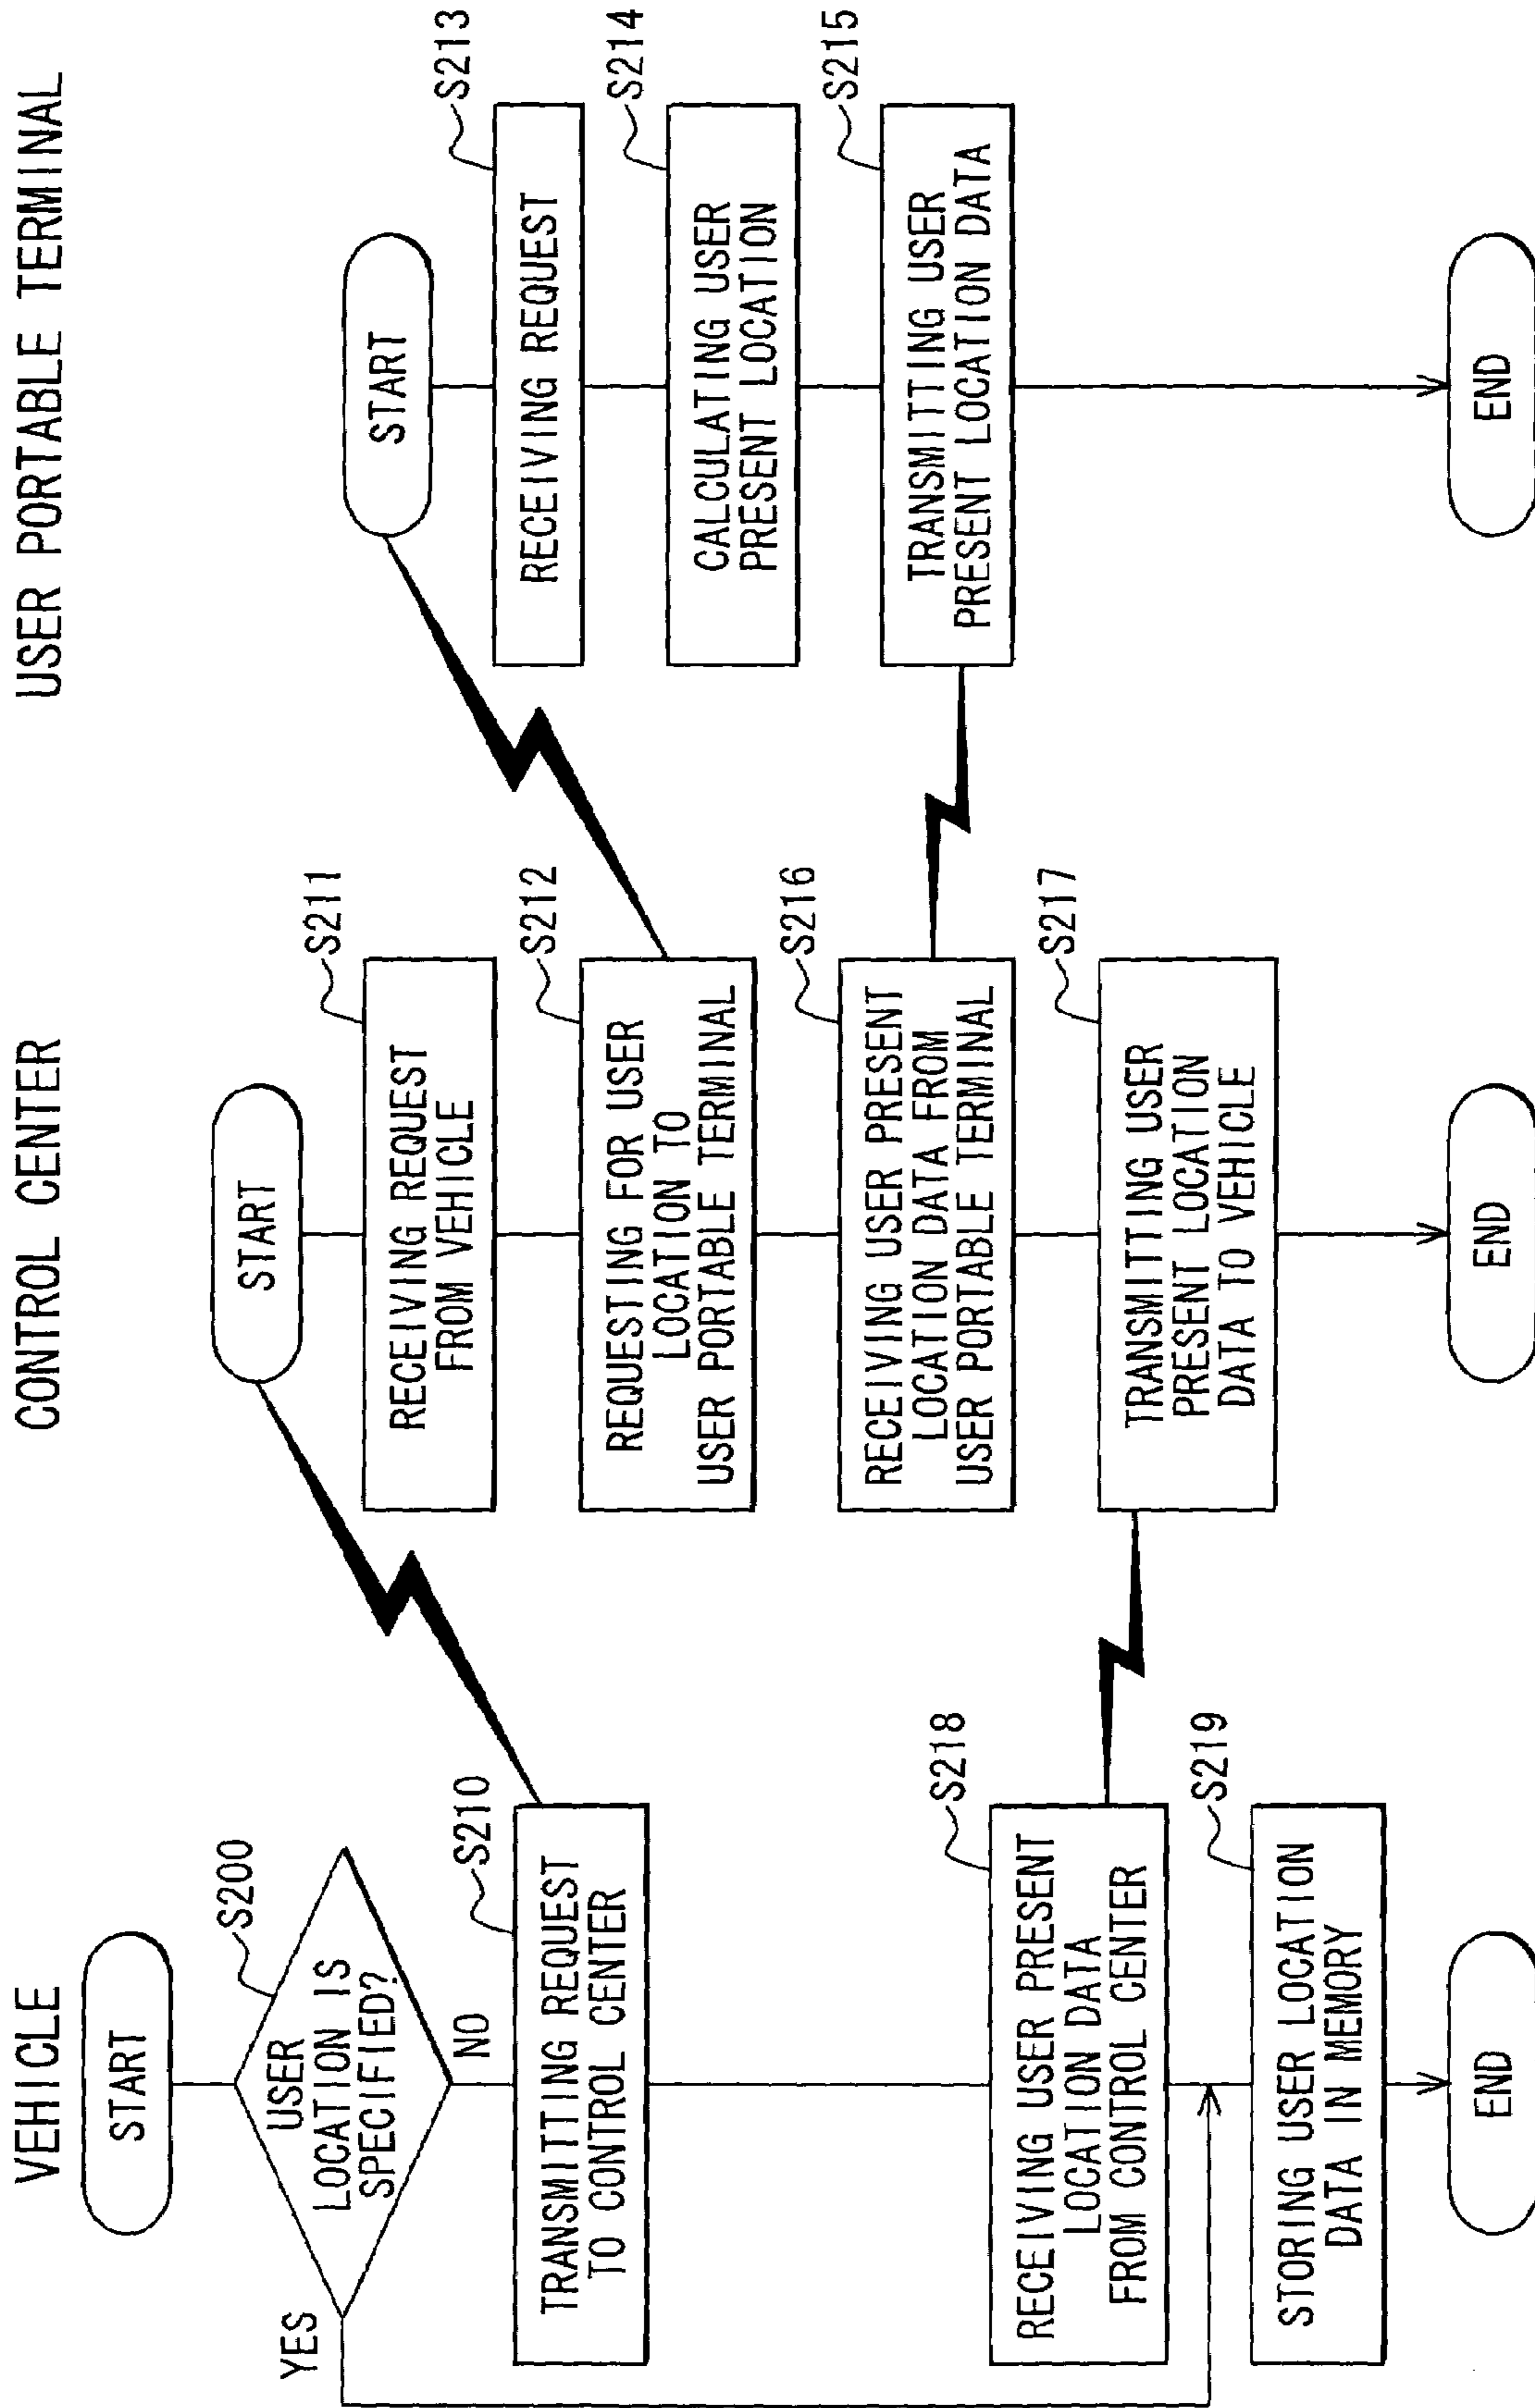 VEHICLE
START
USER
LOCATION IS
SPECIFIED?
S200
YES
NO
TRANSMITTING REQUEST
TO CONTROL CENTER
S210
RECEIVING USER PRESENT
LOCATION DATA
FROM CONTROL CENTER
S218
STORING USER LOCATION
DATA IN MEMORY
S219
END
CONTROL CENTER
START
RECEIVING REQUEST
FROM VEHICLE
S211
REQUESTING FOR USER
LOCATION TO
USER PORTABLE TERMINAL
S212
RECEIVING USER PRESENT
LOCATION DATA FROM
USER PORTABLE TERMINAL
S216
TRANSMITTING USER
PRESENT LOCATION
DATA TO VEHICLE
S217
END
USER PORTABLE TERMINAL
START
RECEIVING REQUEST
S213
CALCULATING USER
PRESENT LOCATION
S214
TRANSMITTING USER
PRESENT LOCATION DATA
S215
END